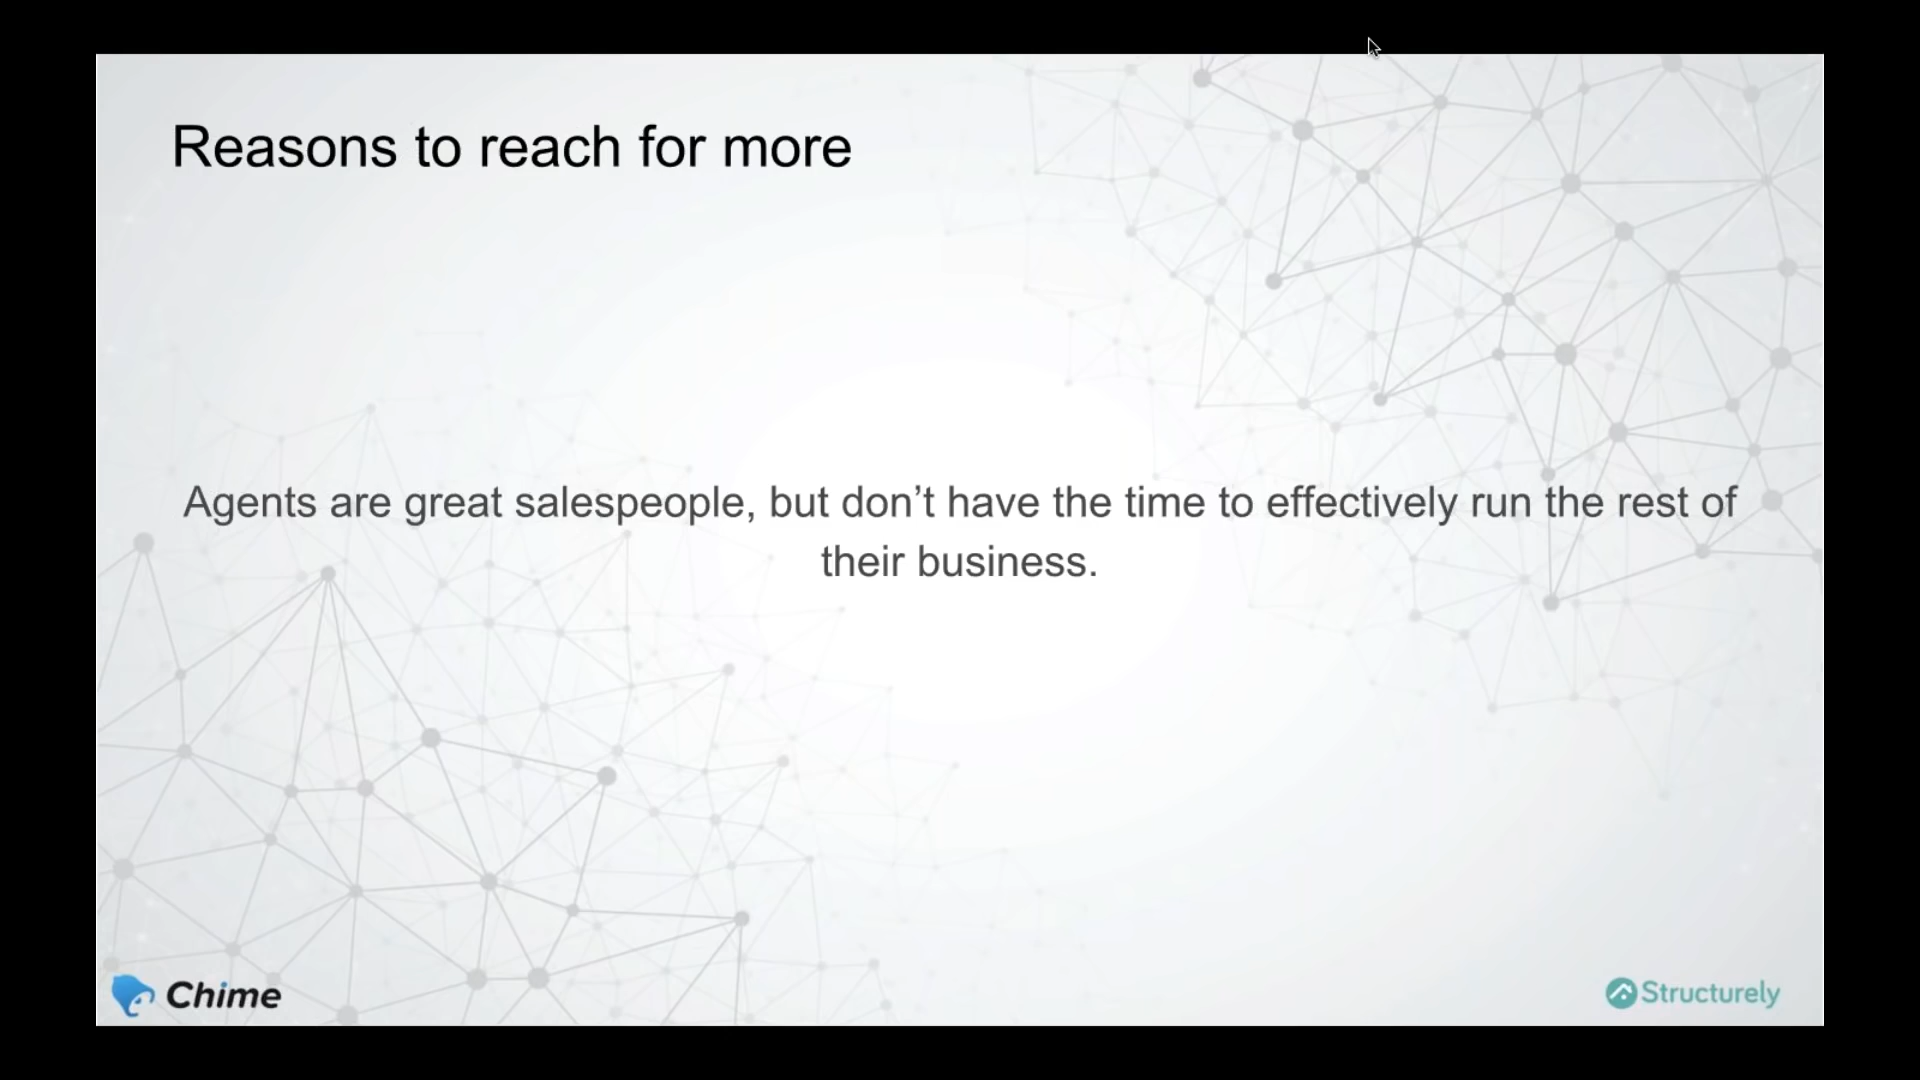 Reasons to reach for more
Agents are great salespeople, but don’t have the time to effectively run the rest of
their business.
Chime
Structurely